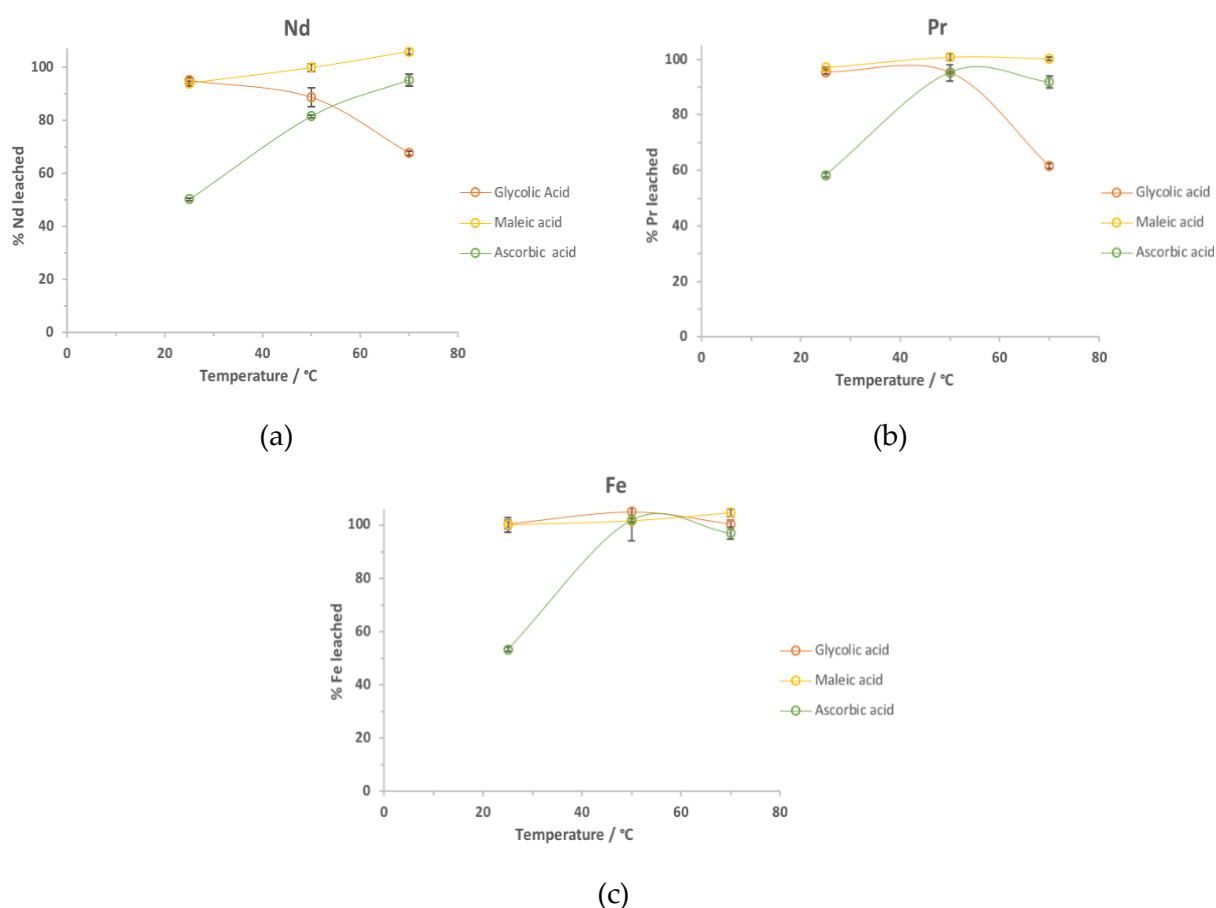 Nd
100
80
60
40
20
0
% Nd leached
0 20 40 60 80
Temperature / °C
Glycolic Acid
Maleic acid
Ascorbic acid
(a)
Pr
100
80
60
40
20
0
% Pr leached
0 20 40 60 80
Temperature / °C
Glycolic acid
Maleic acid
Ascorbic acid
(b)
Fe
100
80
60
40
20
0
% Fe leached
0 20 40 60 80
Temperature / °C
Glycolic acid
Maleic acid
Ascorbic acid
(c)